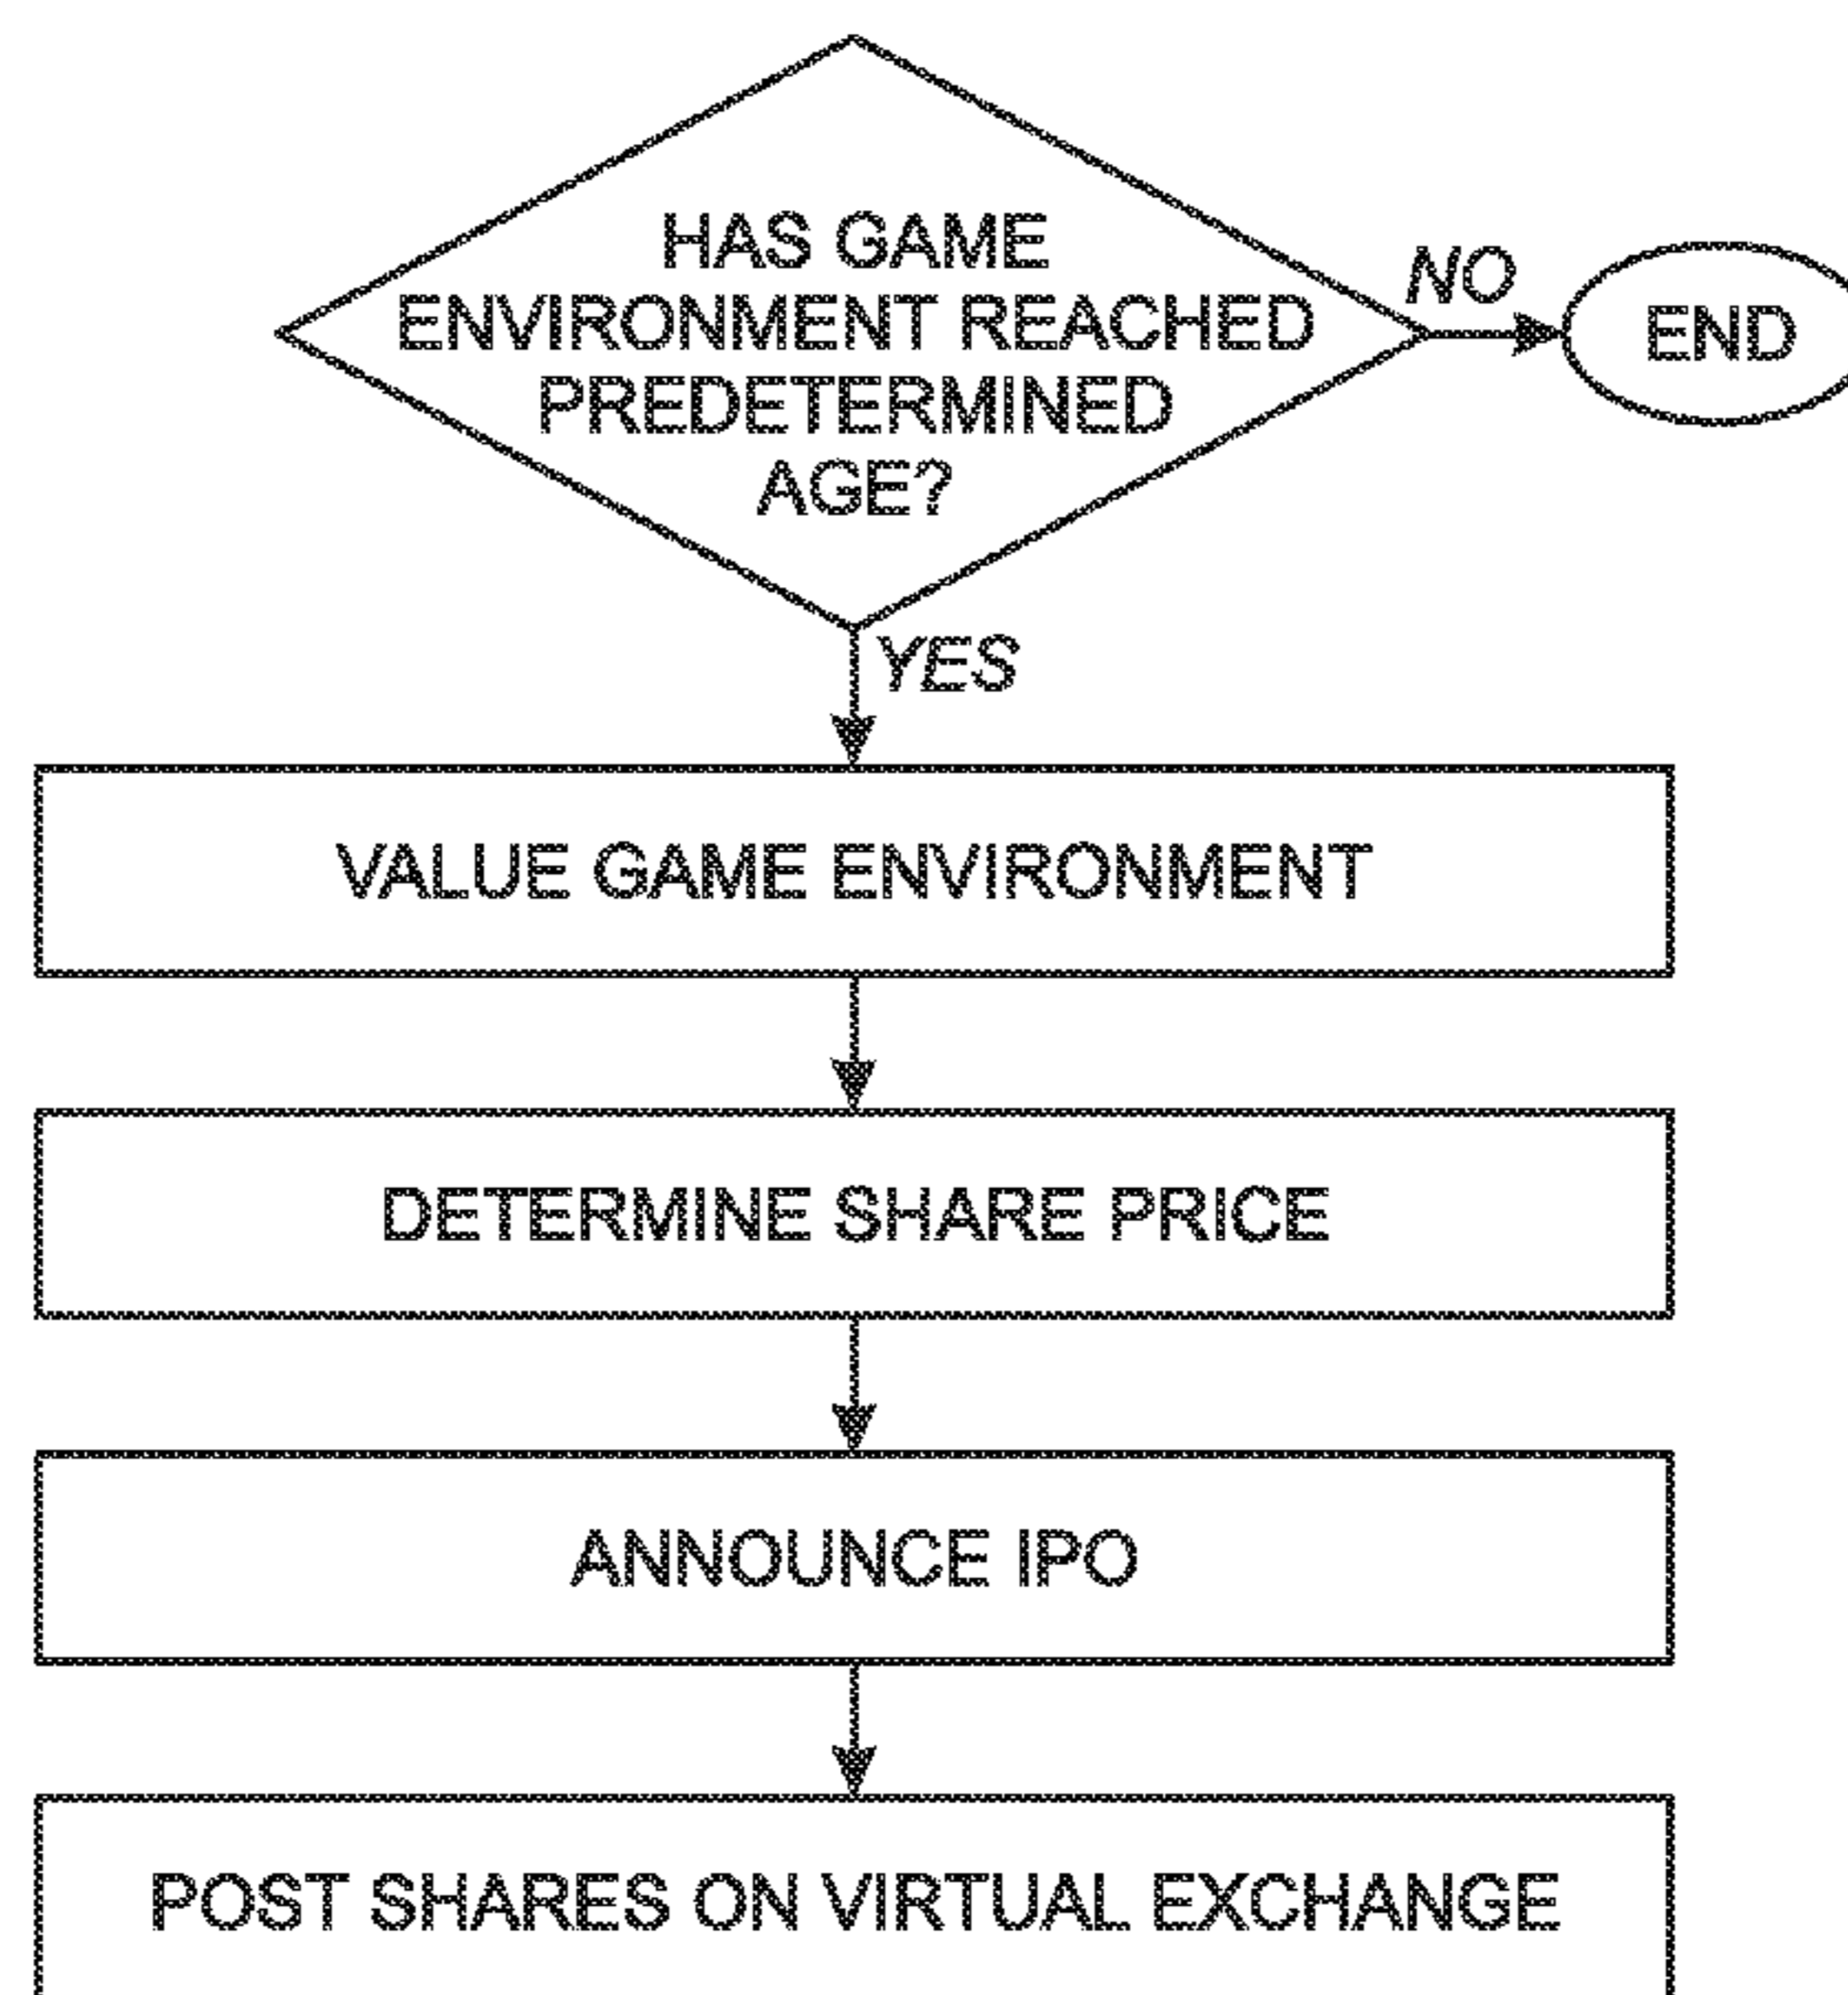 HAS GAME
ENVIRONMENT REACHED
PREDETERMINED
AGE?
NO
END
YES
VALUE GAME ENVIRONMENT
DETERMINE SHARE PRICE
ANNOUNCE IPO
POST SHARES ON VIRTUAL EXCHANGE